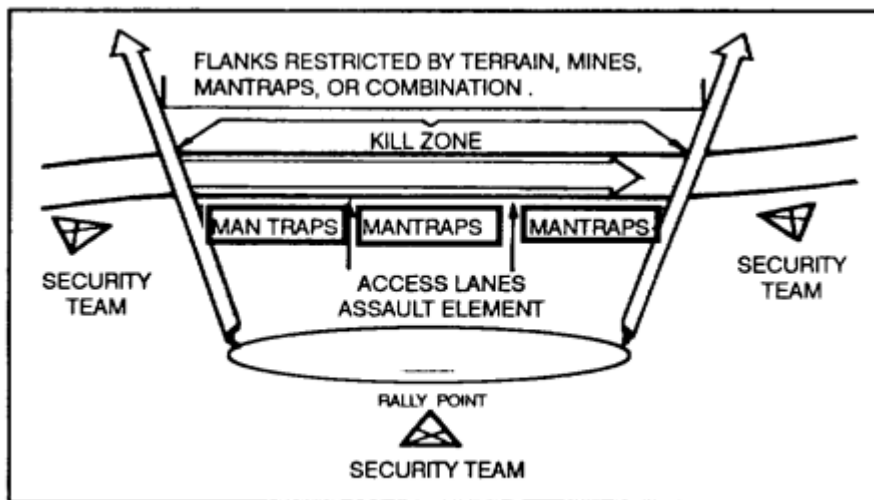 FLANKS RESTRICTED BY TERRAIN, MINES,
MANTRAPS, OR COMBINATION .
KILL ZONE
MAN TRAPS
MANTRAPS
MANTRAPS
SECURITY
TEAM
ACCESS LANES
ASSAULT ELEMENT
SECURITY
TEAM
RALLY POINT
SECURITY TEAM